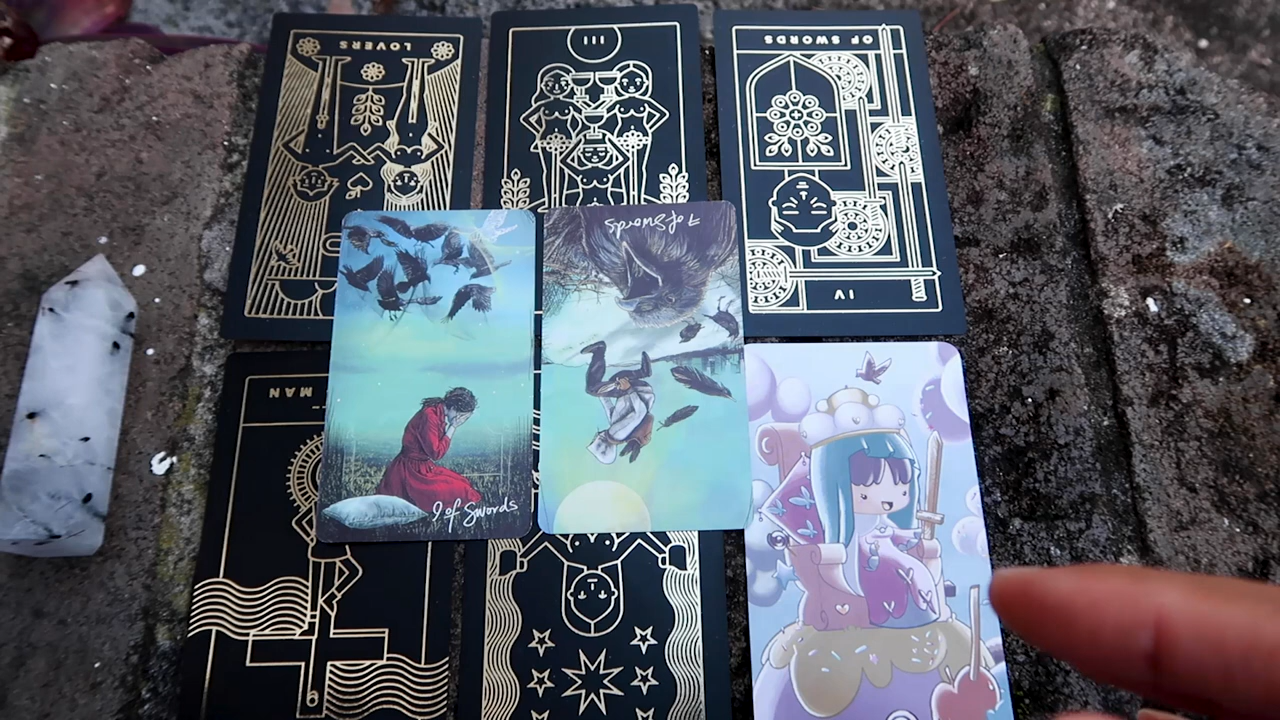 LOVERS
III
OF SWORDS
7 of Swords
IV
MAN
9 of Swords